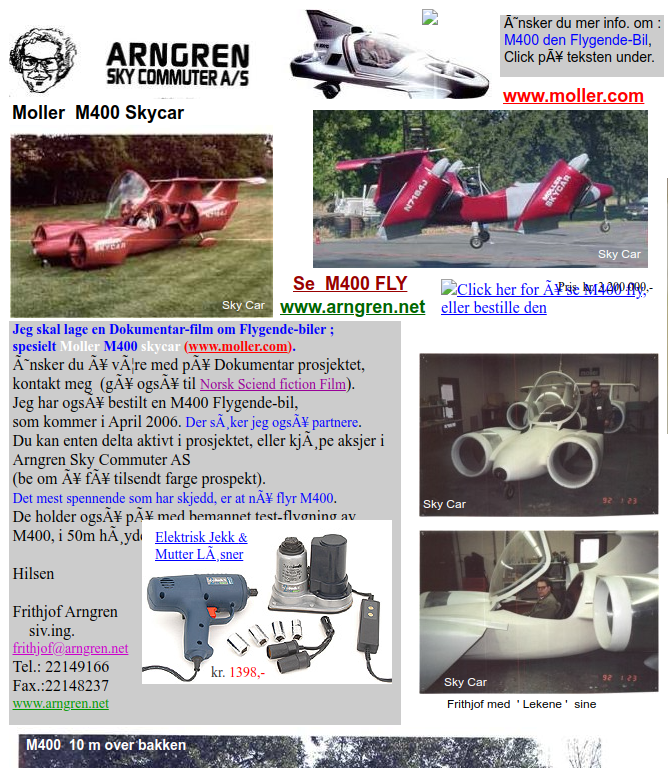 ARNGREN
SKY COMMUTER A/S
Ã˜nsker du mer info. om :
M400 den Flygende-Bil,
Click pÃ¥ teksten under.
www.moller.com
Moller M400 Skycar
Sky Car
N718dJ
MOLLER
SKYCAR
Sky Car
Se M400 FLY
www.arngren.net
Click her for Ã¥ se M400 fly,
eller bestille den
Pris kr. 2.200.000,-
Jeg skal lage en Dokumentar-film om Flygende-biler ;
spesielt Moller M400 skycar (www.moller.com).
Ã˜nsker du Ã¥ vÃ¦re med pÃ¥ Dokumentar prosjektet,
kontakt meg (gÃ¥ ogsÃ¥ til Norsk Sciend fiction Film).
Jeg har ogsÃ¥ bestilt en M400 Flygende-bil,
som kommer i April 2006. Der sÃ¸ker jeg ogsÃ¥ partnere.
Du kan enten delta aktivt i prosjektet, eller kjÃ¸pe aksjer i
Arngren Sky Commuter AS
(be om Ã¥ fÃ¥ tilsendt farge prospekt).
Det mest spennende som har skjedd, er at nÃ¥ flyr M400.
De holder ogsÃ¥ pÃ¥ med bemannet test-flygning av
M400, i 50m hÃ¸yde
Elektrisk Jekk &
Mutter LÃ¸sner
kr. 1398,-
Hilsen
Frithjof Arngren
siv.ing.
frithjof@arngren.net
Tel.: 22149166
Fax.:22148237
www.arngren.net
Sky Car
92 1 23
Sky Car
92 1 23
Frithjof med ' Lekene ' sine
M400 10 m over bakken